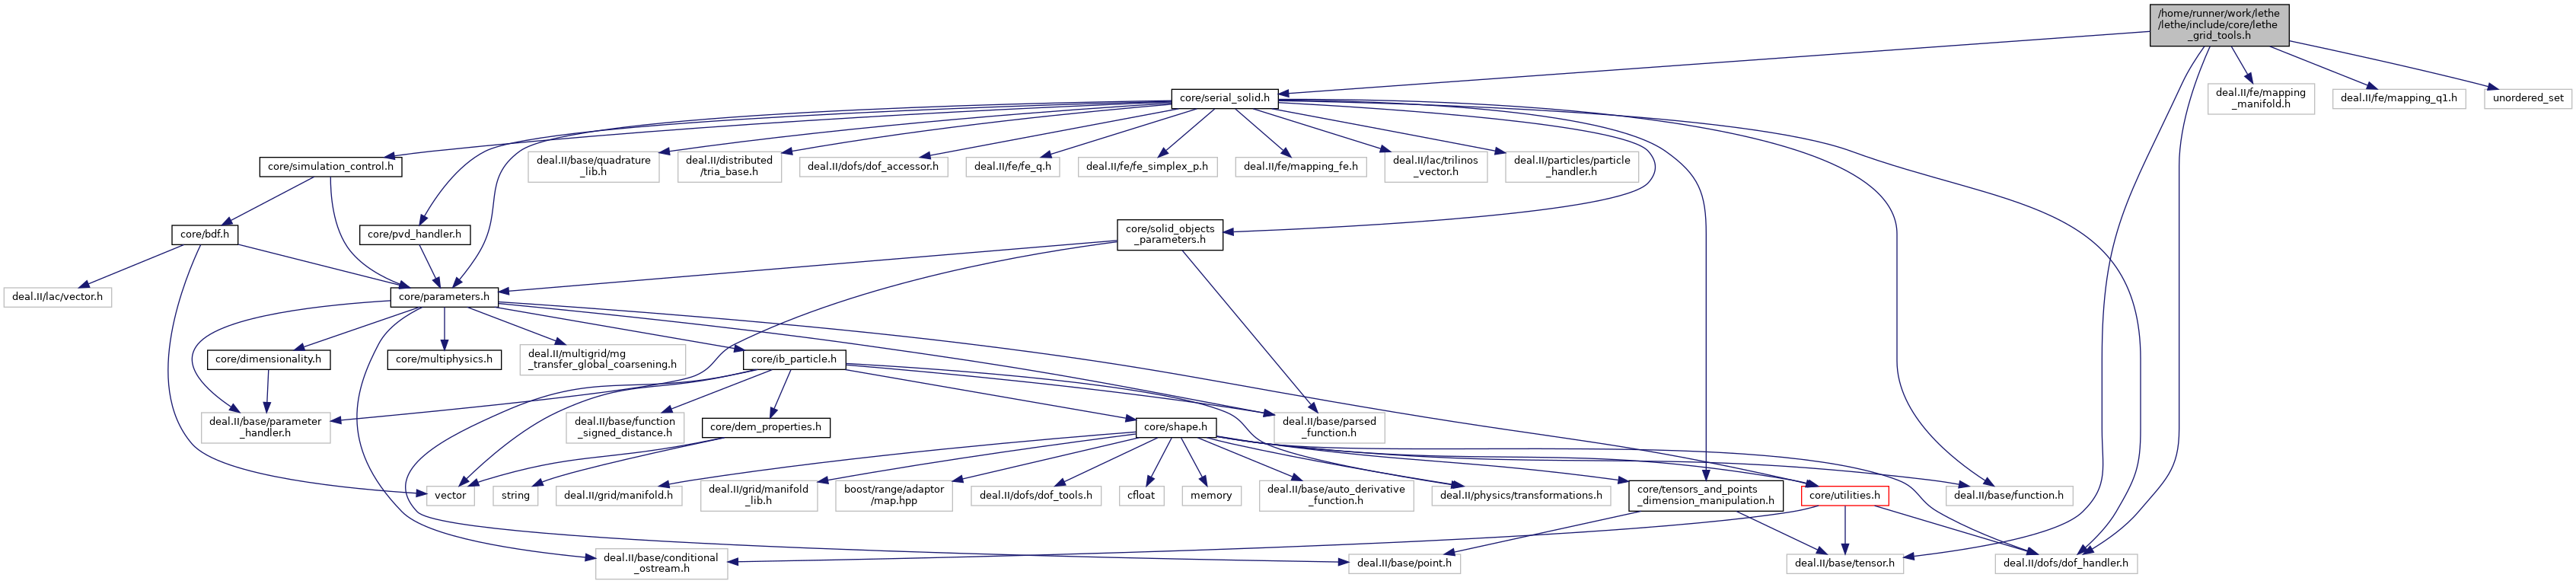 /home/runner/work/lethe
/lethe/include/core/lethe
_grid_tools.h
core/serial_solid.h
deal.II/fe/mapping
_manifold.h
deal.II/fe/mapping_q1.h
unordered_set
core/simulation_control.h
deal.II/base/quadrature
_lib.h
deal.II/distributed
/tria_base.h
deal.II/dofs/dof_accessor.h
deal.II/fe/fe_q.h
deal.II/fe/fe_simplex_p.h
deal.II/fe/mapping_fe.h
deal.II/lac/trilinos
_vector.h
deal.II/particles/particle
_handler.h
core/bdf.h
core/pvd_handler.h
core/solid_objects
_parameters.h
deal.II/lac/vector.h
core/parameters.h
core/dimensionality.h
core/multiphysics.h
deal.II/multigrid/mg
_transfer_global_coarsening.h
core/ib_particle.h
deal.II/base/parameter
_handler.h
deal.II/base/function
_signed_distance.h
core/dem_properties.h
core/shape.h
deal.II/base/parsed
_function.h
vector
string
deal.II/grid/manifold.h
deal.II/grid/manifold
_lib.h
boost/range/adaptor
/map.hpp
deal.II/dofs/dof_tools.h
cfloat
memory
deal.II/base/auto_derivative
_function.h
deal.II/physics/transformations.h
core/tensors_and_points
_dimension_manipulation.h
core/utilities.h
deal.II/base/function.h
deal.II/base/conditional
_ostream.h
deal.II/base/point.h
deal.II/base/tensor.h
deal.II/dofs/dof_handler.h